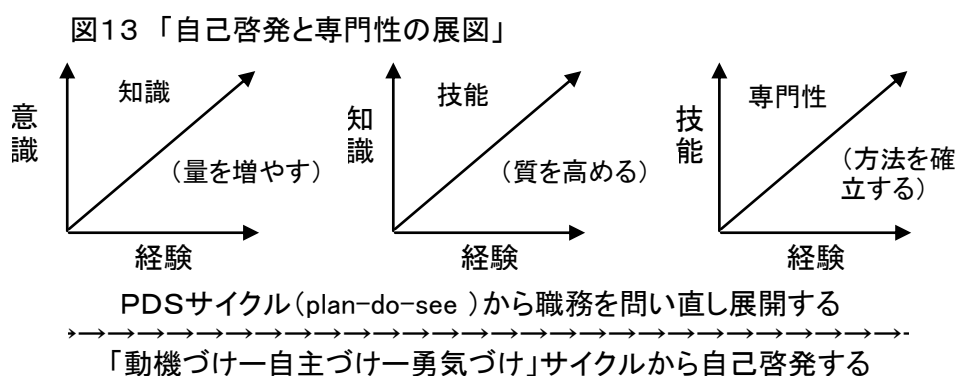 図13 「自己啓発と専門性の展図」
意識
知識
(量を増やす)
経験
知識
技能
(質を高める)
経験
技能
専門性
(方法を確
立する)
経験
PDSサイクル(plan-do-see )から職務を問い直し展開する
「動機づけー自主づけー勇気づけ」サイクルから自己啓発する